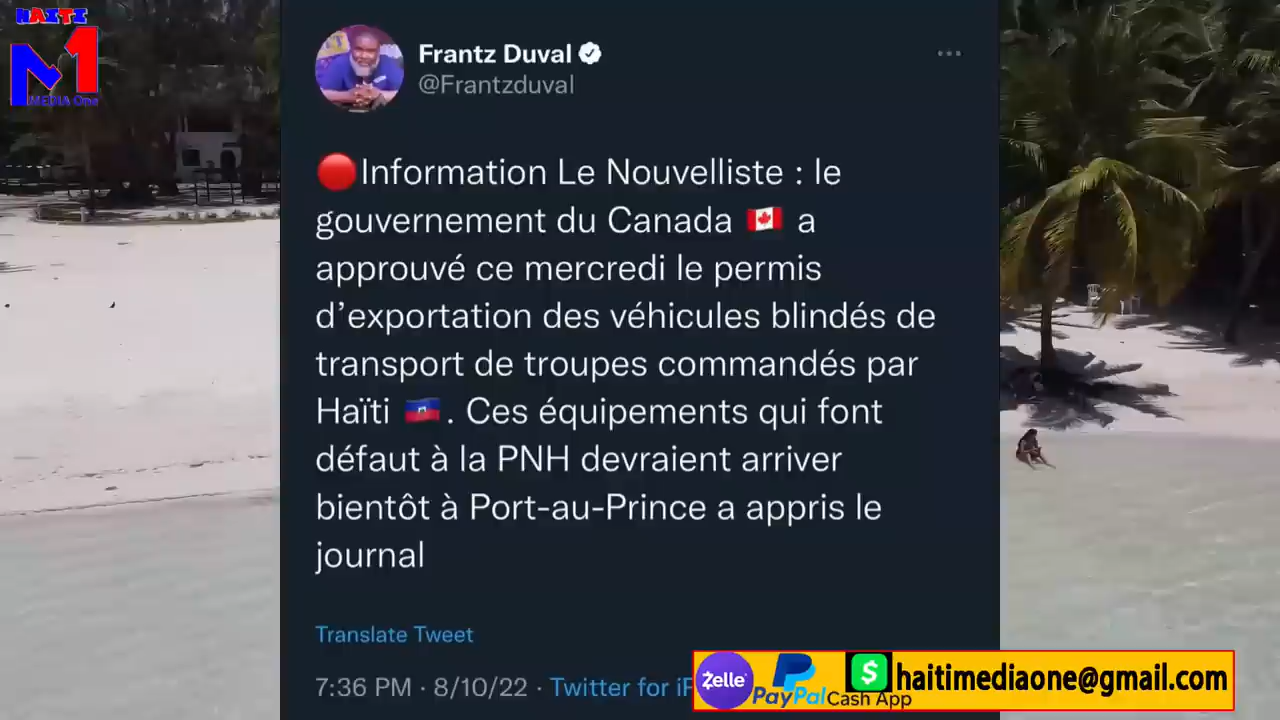 HAITI
M1
MEDIA One
Frantz Duval
@Frantzduval
Information Le Nouvelliste : le
gouvernement du Canada 🇨🇦 a
approuvé ce mercredi le permis
d’exportation des véhicules blindés de
transport de troupes commandés par
Haïti 🇭🇹. Ces équipements qui font
défaut à la PNH devraient arriver
bientôt à Port-au-Prince a appris le
journal
Translate Tweet
7:36 PM · 8/10/22 · Twitter for
Zelle PayPal $ Cash App haitimediaone@gmail.com